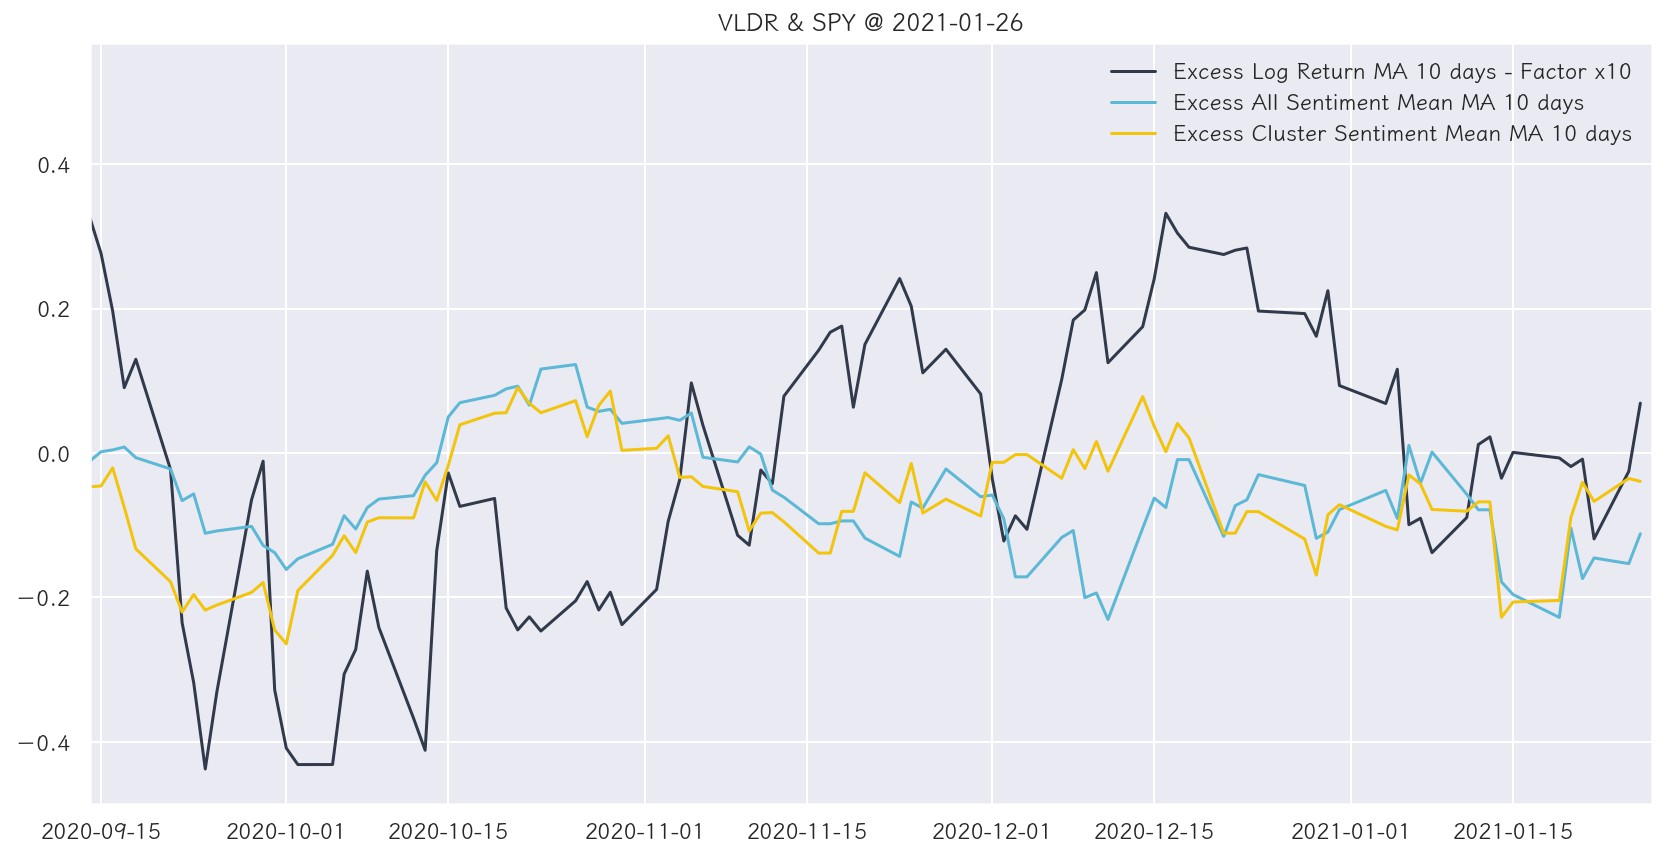 VLDR & SPY @ 2021-01-26
Excess Log Return MA 10 days - Factor x10
Excess All Sentiment Mean MA 10 days
Excess Cluster Sentiment Mean MA 10 days
0.4
0.2
0.0
−0.2
−0.4
2020-09-15 2020-10-01 2020-10-15 2020-11-01 2020-11-15 2020-12-01 2020-12-15 2021-01-01 2021-01-15